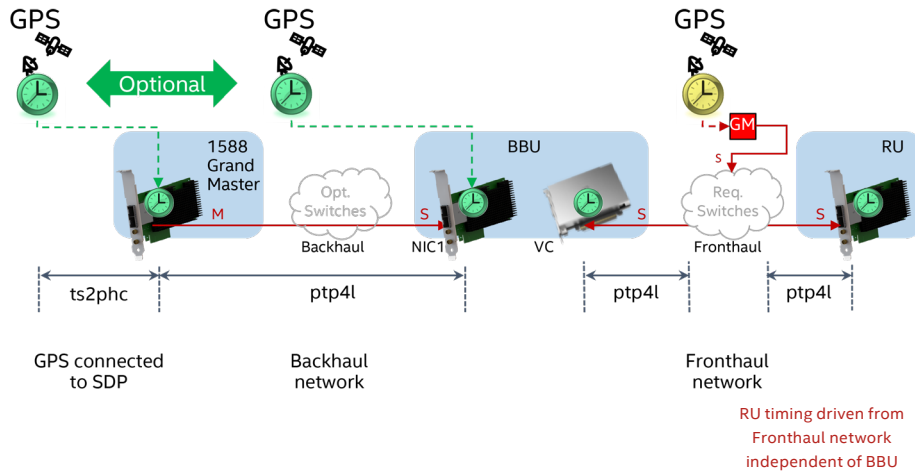 GPS
GPS
GPS
Optional
GM
1588
Grand
Master
BBU
RU
S
Opt.
Switches
Req.
Switches
M
S
S
S
Backhaul
NIC1
VC
Fronthaul
ts2phc
ptp4l
ptp4l
ptp4l
GPS connected
to SDP
Backhaul
network
Fronthaul
network
RU timing driven from
Fronthaul network
independent of BBU